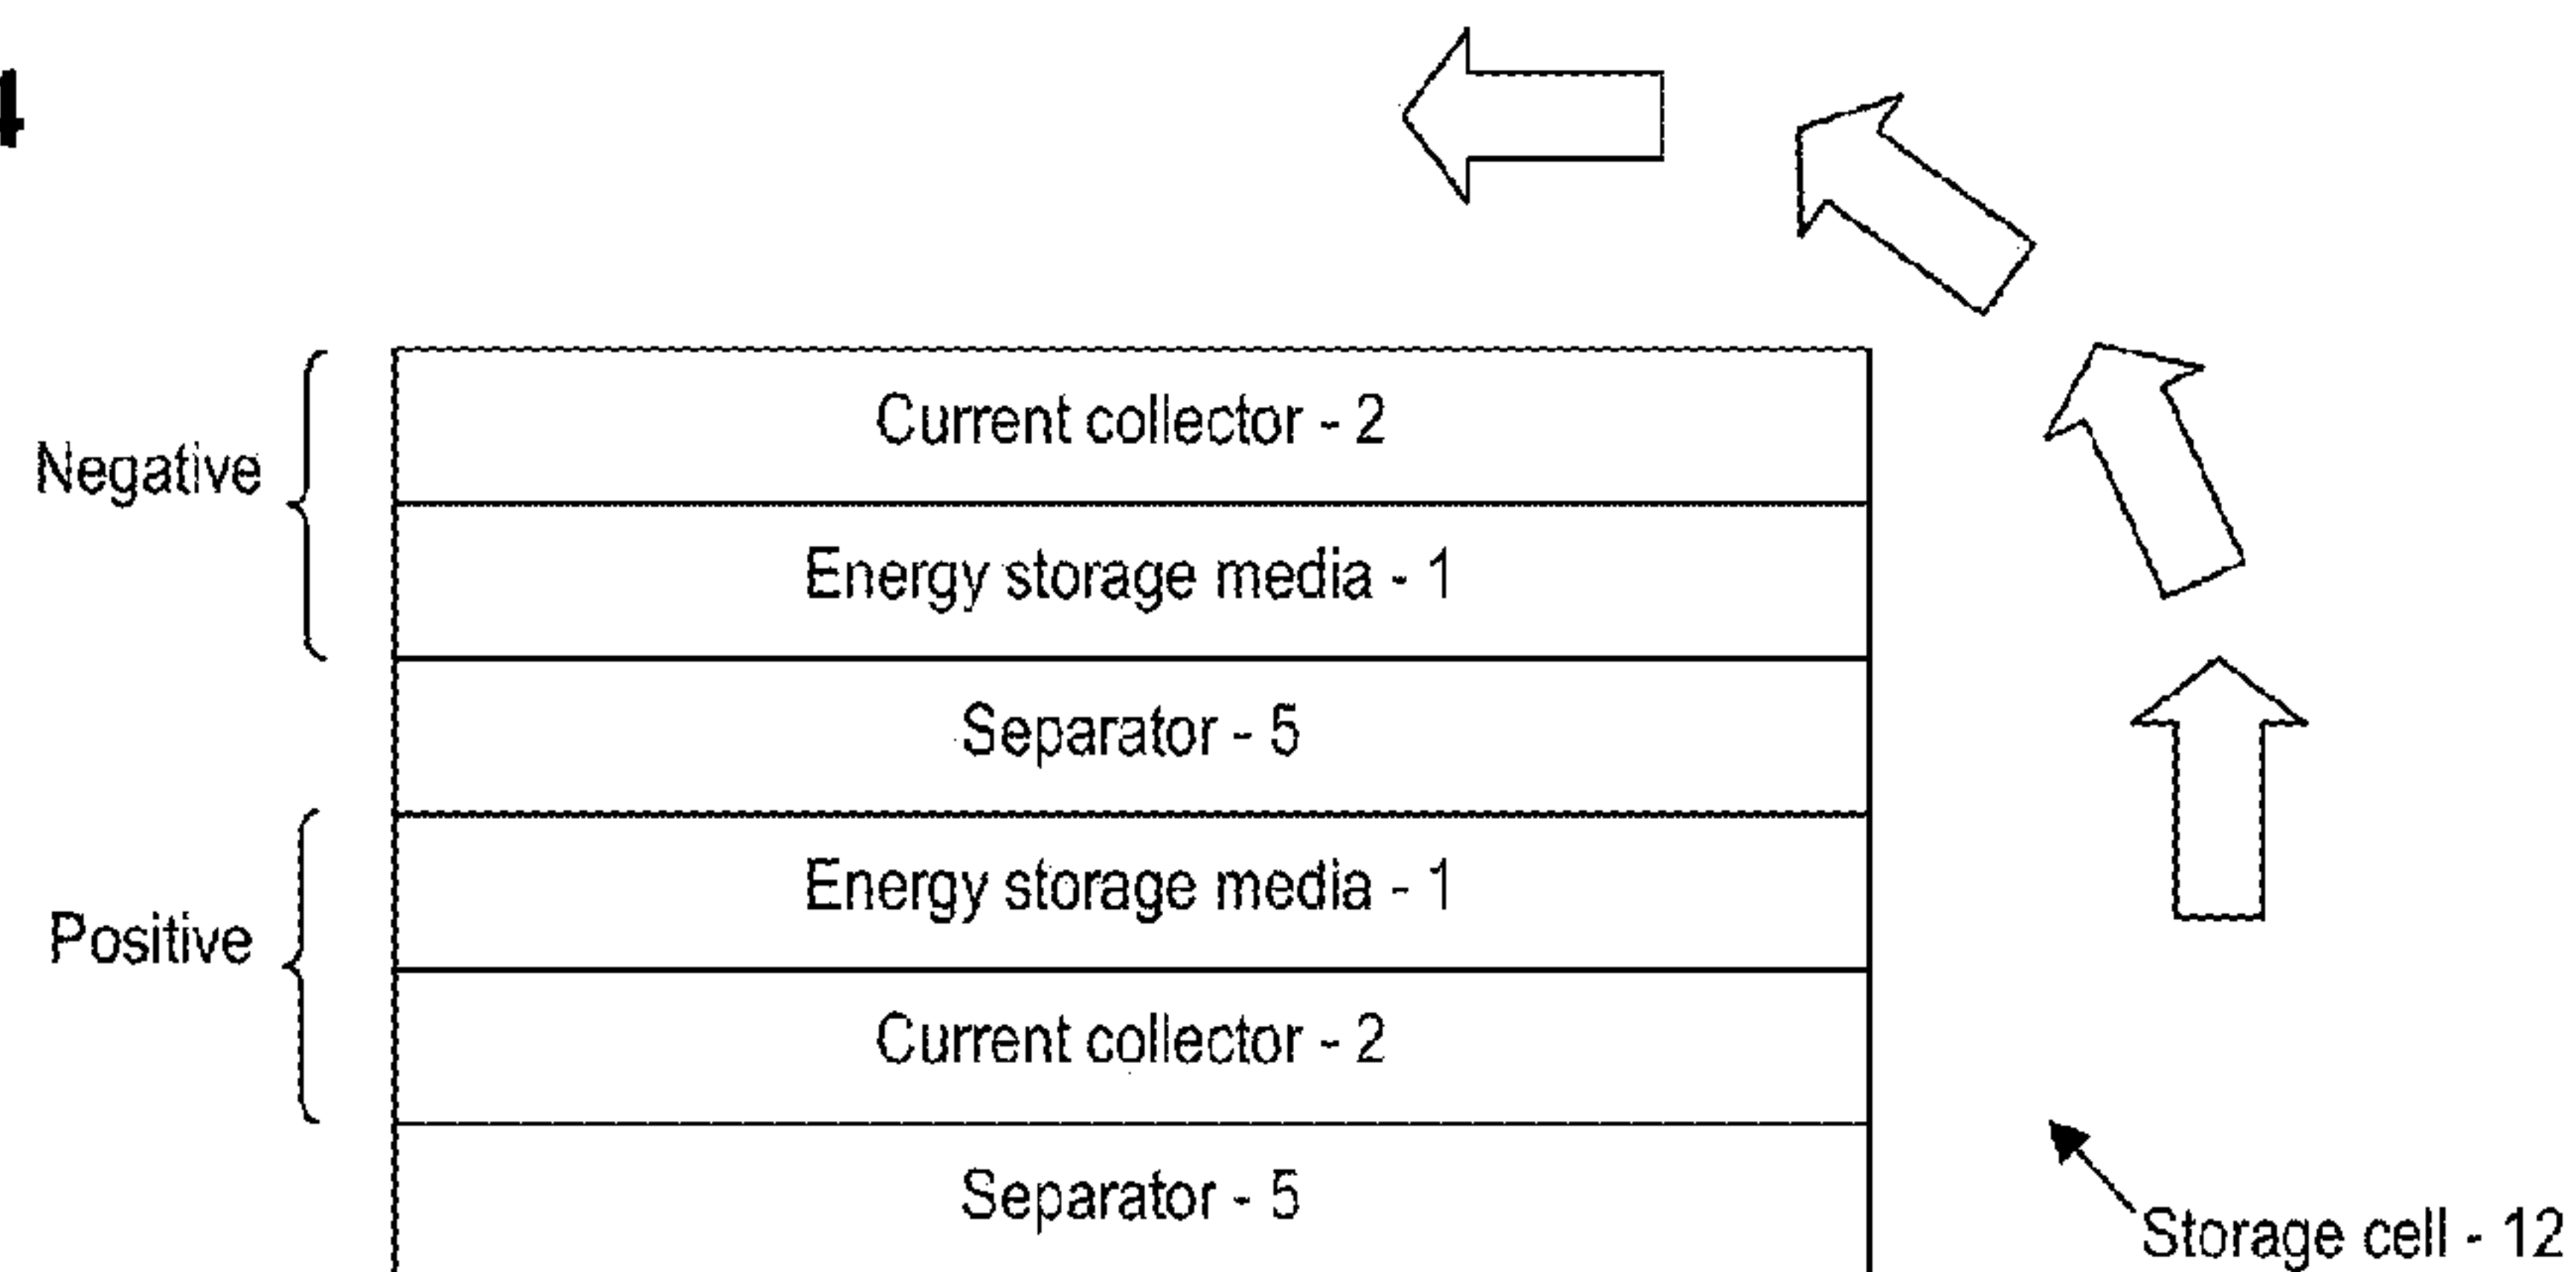 4
Current collector - 2
Negative
Energy storage media - 1
Separator - 5
Energy storage media - 1
Positive
Current collector - 2
Separator - 5
Storage cell - 12